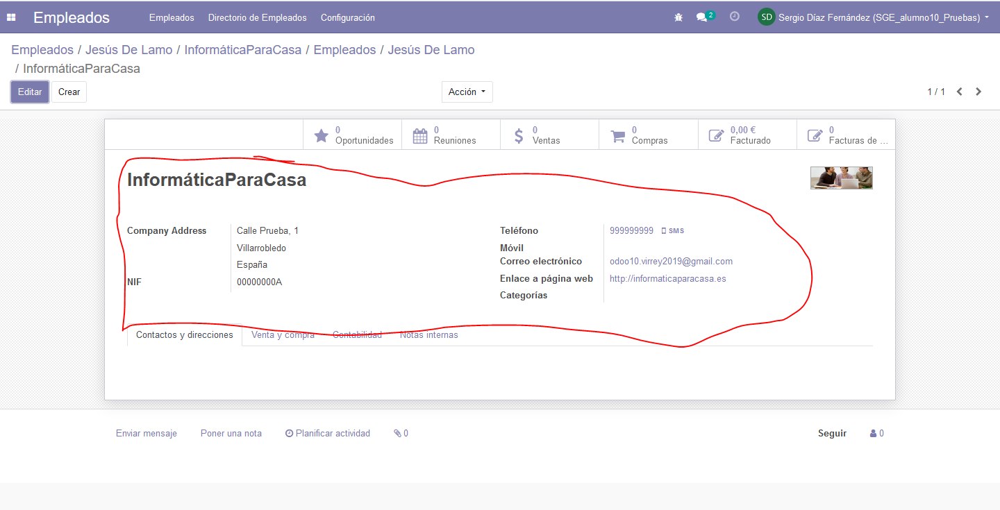 Empleados Empleados Directorio de Empleados Configuración 2 SD Sergio Díaz Fernández (SGE_alumno10_Pruebas)
Empleados / Jesús De Lamo / InformáticaParaCasa / Empleados / Jesús De Lamo
/ InformáticaParaCasa
Editar Crear Acción 1 / 1
0 Oportunidades
0 Reuniones
0 Ventas
0 Compras
0,00 € Facturado
0 Facturas de ...
InformáticaParaCasa
Company Address Calle Prueba, 1
Villarrobledo
España
NIF 00000000A
Teléfono 999999999 SMS
Móvil
Correo electrónico odoo10.virrey2019@gmail.com
Enlace a página web http://informaticaparacasa.es
Categorías
Contactos y direcciones Venta y compra Contabilidad Notas internas
Enviar mensaje Poner una nota Planificar actividad 0 Seguir 0